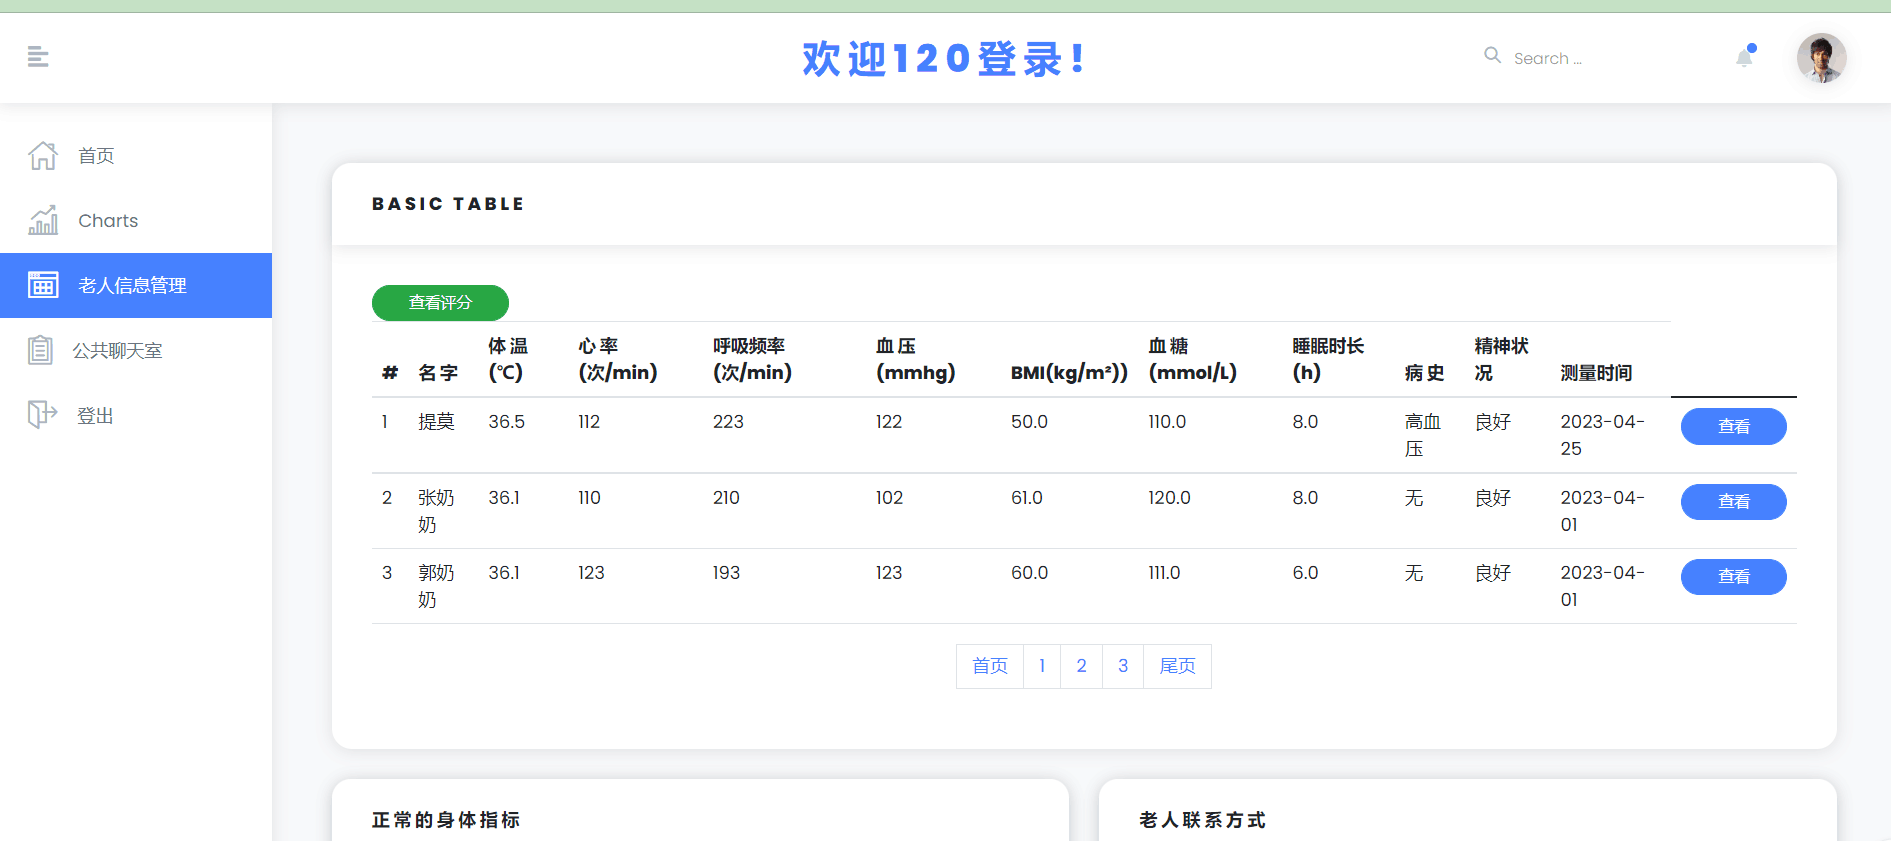 欢迎120登录!
Search ...
首页
Charts
老人信息管理
公共聊天室
登出
BASIC TABLE
查看评分
# 名字 体温(℃) 心率(次/min) 呼吸频率(次/min) 血压(mmhg) BMI(kg/m²)) 血糖(mmol/L) 睡眠时长(h) 病史 精神状况 测量时间
1 提莫 36.5 112 223 122 50.0 110.0 8.0 高血压 良好 2023-04-25 查看
2 张奶奶 36.1 110 210 102 61.0 120.0 8.0 无 良好 2023-04-01 查看
3 郭奶奶 36.1 123 193 123 60.0 111.0 6.0 无 良好 2023-04-01 查看
首页 1 2 3 尾页
正常的身体指标
老人联系方式